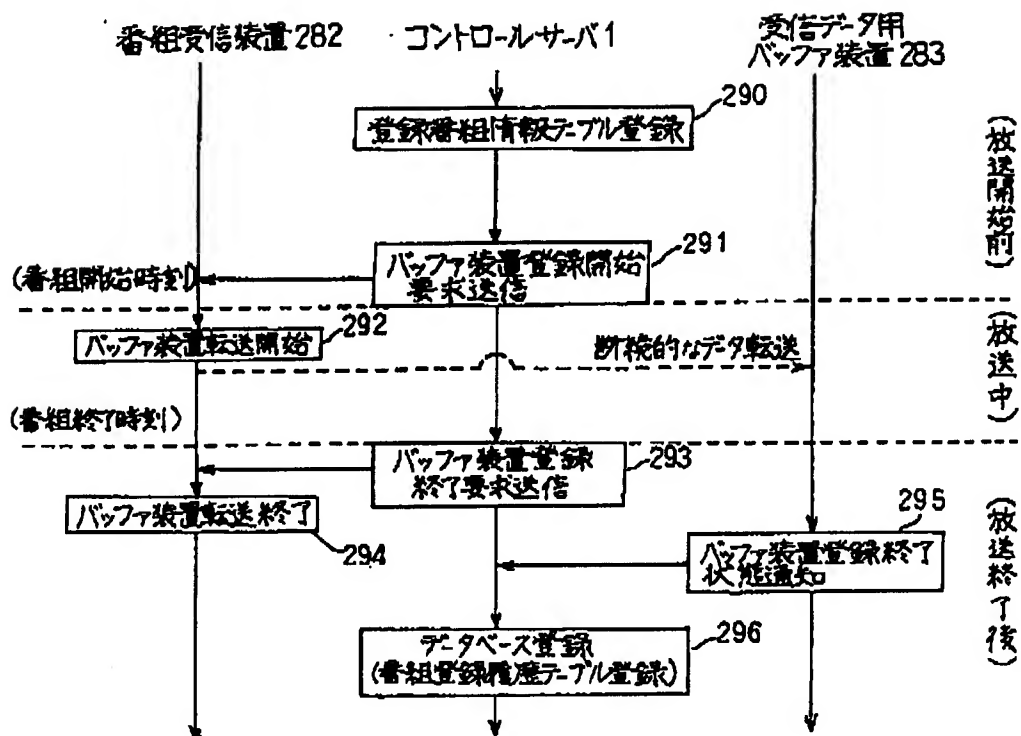 番組受信装置282
コントロールサーバ1
受信データ用
バッファ装置283
290
登録番組情報テーブル登録
(放送開始前)
291
バッファ装置登録開始
要求送信
(番組開始時刻)
292
バッファ装置転送開始
断続的なデータ転送
(放送中)
(番組終了時刻)
293
バッファ装置登録
終了要求送信
バッファ装置転送終了
294
295
バッファ装置登録終了
状態通知
(放送終了後)
296
データベース登録
(番組登録履歴テーブル登録)